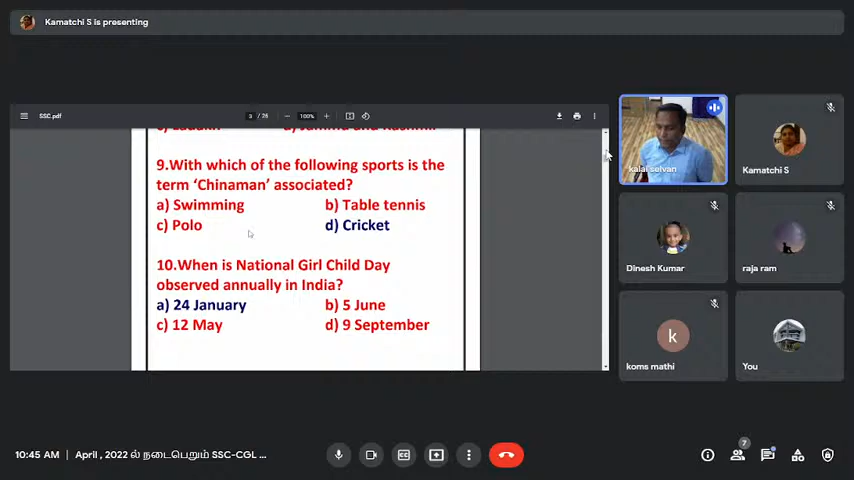 Kamatchi S is presenting
SSC.pdf
3 / 26
100%
9.With which of the following sports is the
term ‘Chinaman’ associated?
a) Swimming b) Table tennis
c) Polo d) Cricket
10.When is National Girl Child Day
observed annually in India?
a) 24 January b) 5 June
c) 12 May d) 9 September
kalai selvan
Kamatchi S
Dinesh Kumar
raja ram
k
koms mathi
You
10:45 AM | April , 2022 ல் நடைபெறும் SSC-CGL ...
7